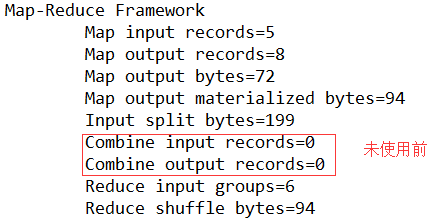 Map-Reduce Framework
Map input records=5
Map output records=8
Map output bytes=72
Map output materialized bytes=94
Input split bytes=199
Combine input records=0
Combine output records=0
未使用前
Reduce input groups=6
Reduce shuffle bytes=94